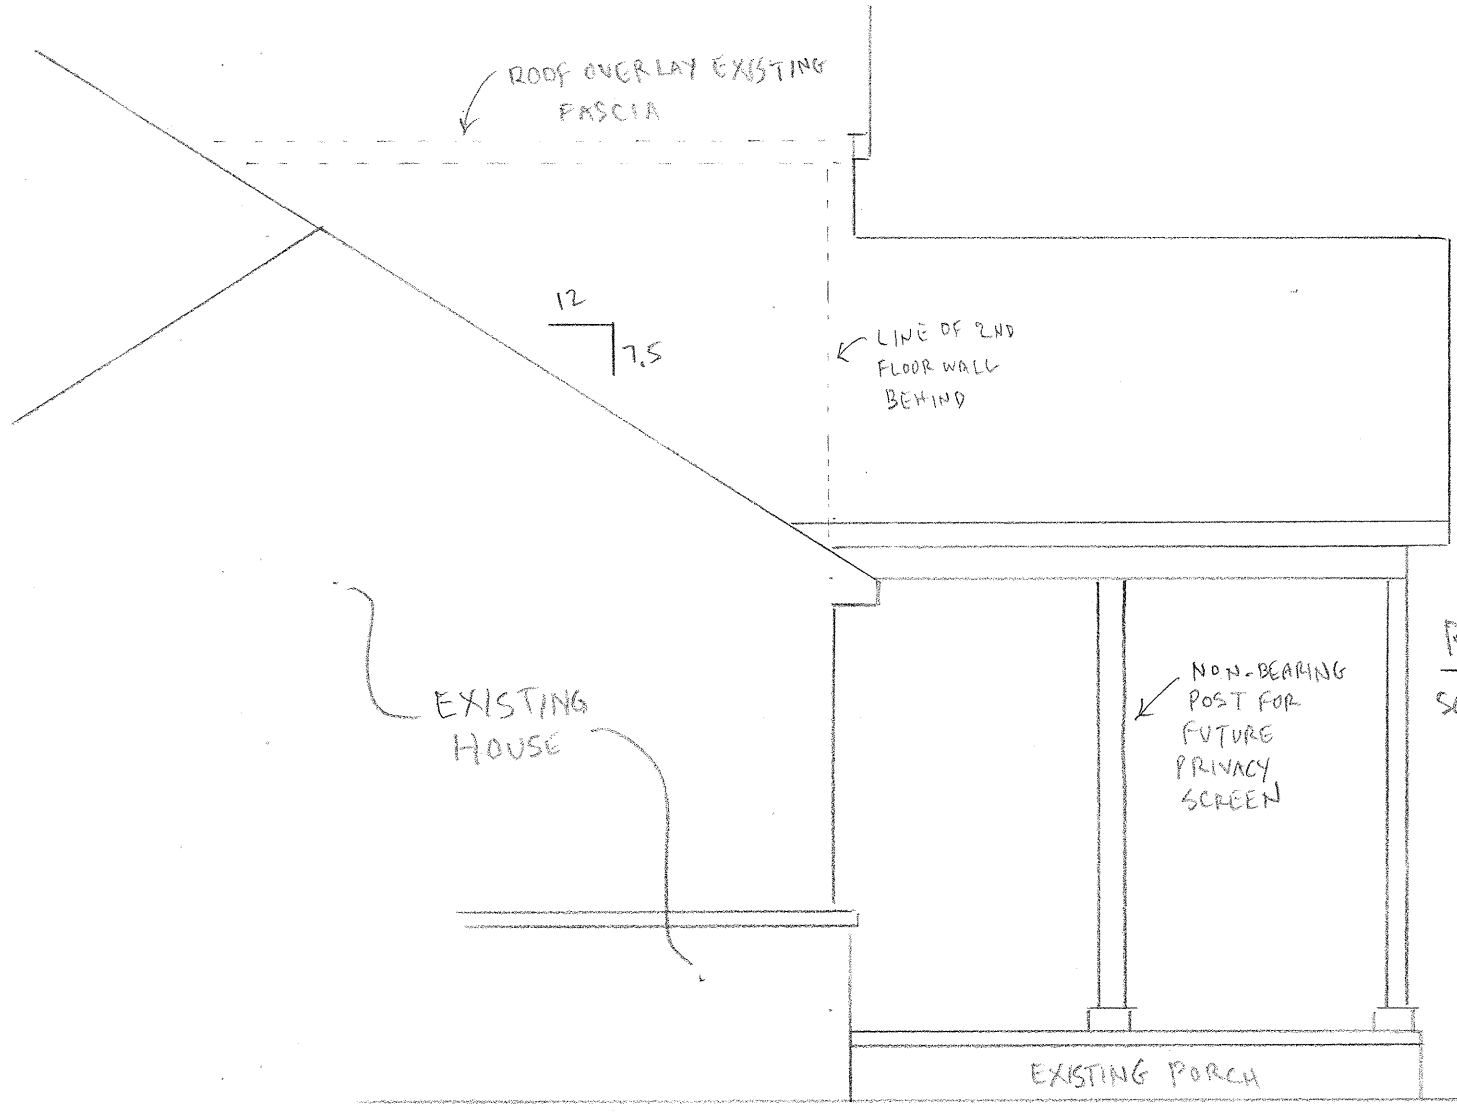 ROOF OVERLAY EXISTING
FASCIA
12
7.5
LINE OF 2ND
FLOOR WALL
BEHIND
NON-BEARING
POST FOR
FUTURE
PRIVACY
SCREEN
EXISTING
HOUSE
EXISTING PORCH